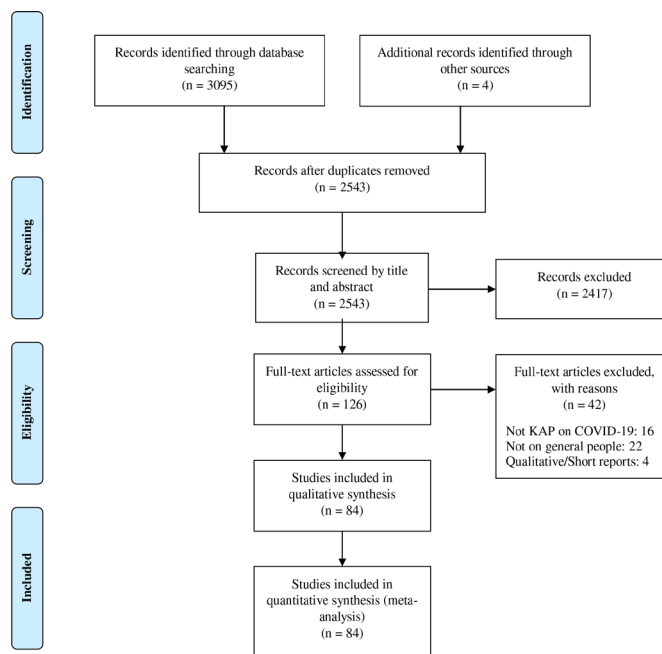 Identification
Records identified through database
searching
(n = 3095)
Additional records identified through
other sources
(n = 4)
Records after duplicates removed
(n = 2543)
Screening
Records screened by title
and abstract
(n = 2543)
Records excluded
(n = 2417)
Eligibility
Full-text articles assessed for
eligibility
(n = 126)
Full-text articles excluded,
with reasons
(n = 42)
Not KAP on COVID-19: 16
Not on general people: 22
Qualitative/Short reports: 4
Studies included in
qualitative synthesis
(n = 84)
Included
Studies included in
quantitative synthesis (meta-
analysis)
(n = 84)